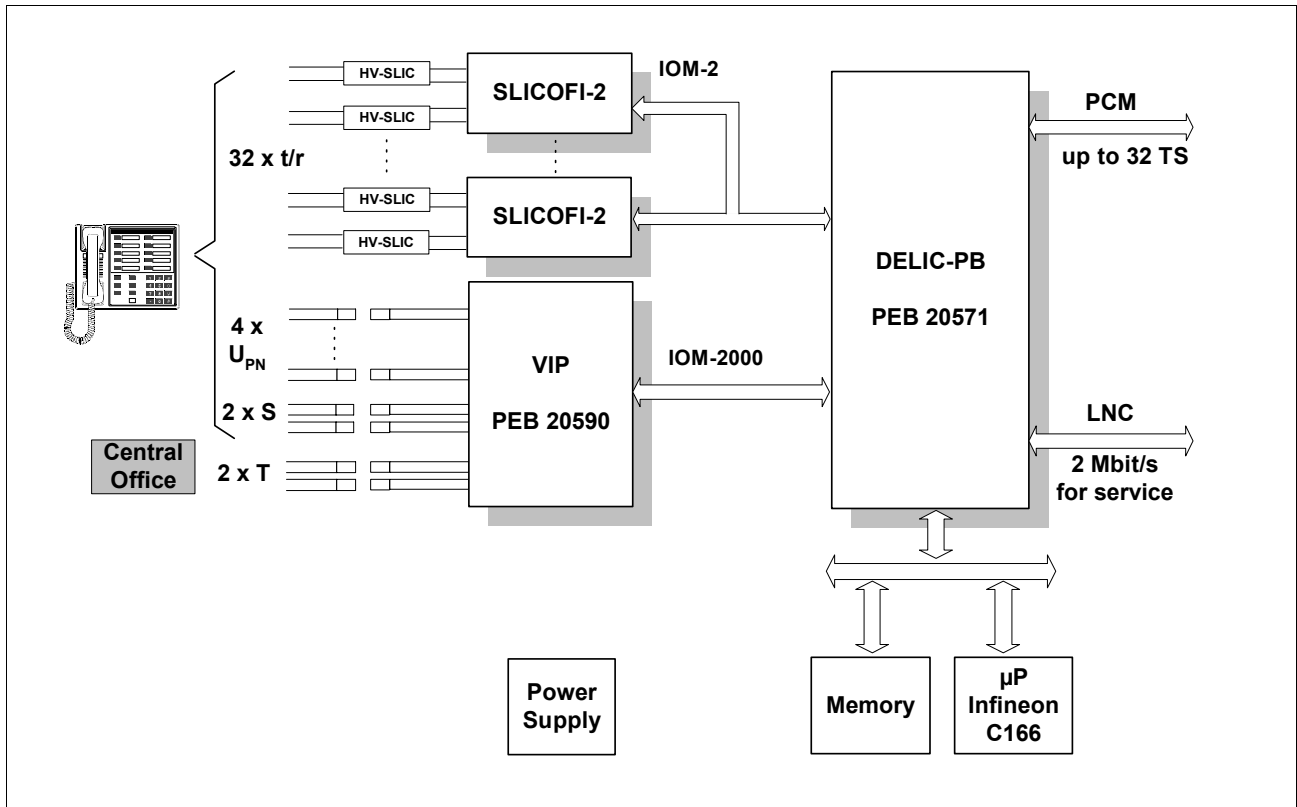 HV-SLIC
HV-SLIC
HV-SLIC
HV-SLIC
32 x t/r
SLICOFI-2
SLICOFI-2
IOM-2
DELIC-PB
PEB 20571
PCM
up to 32 TS
4 x
UPN
2 x S
Central
Office
2 x T
VIP
PEB 20590
IOM-2000
LNC
2 Mbit/s
for service
Power
Supply
Memory
µP
Infineon
C166